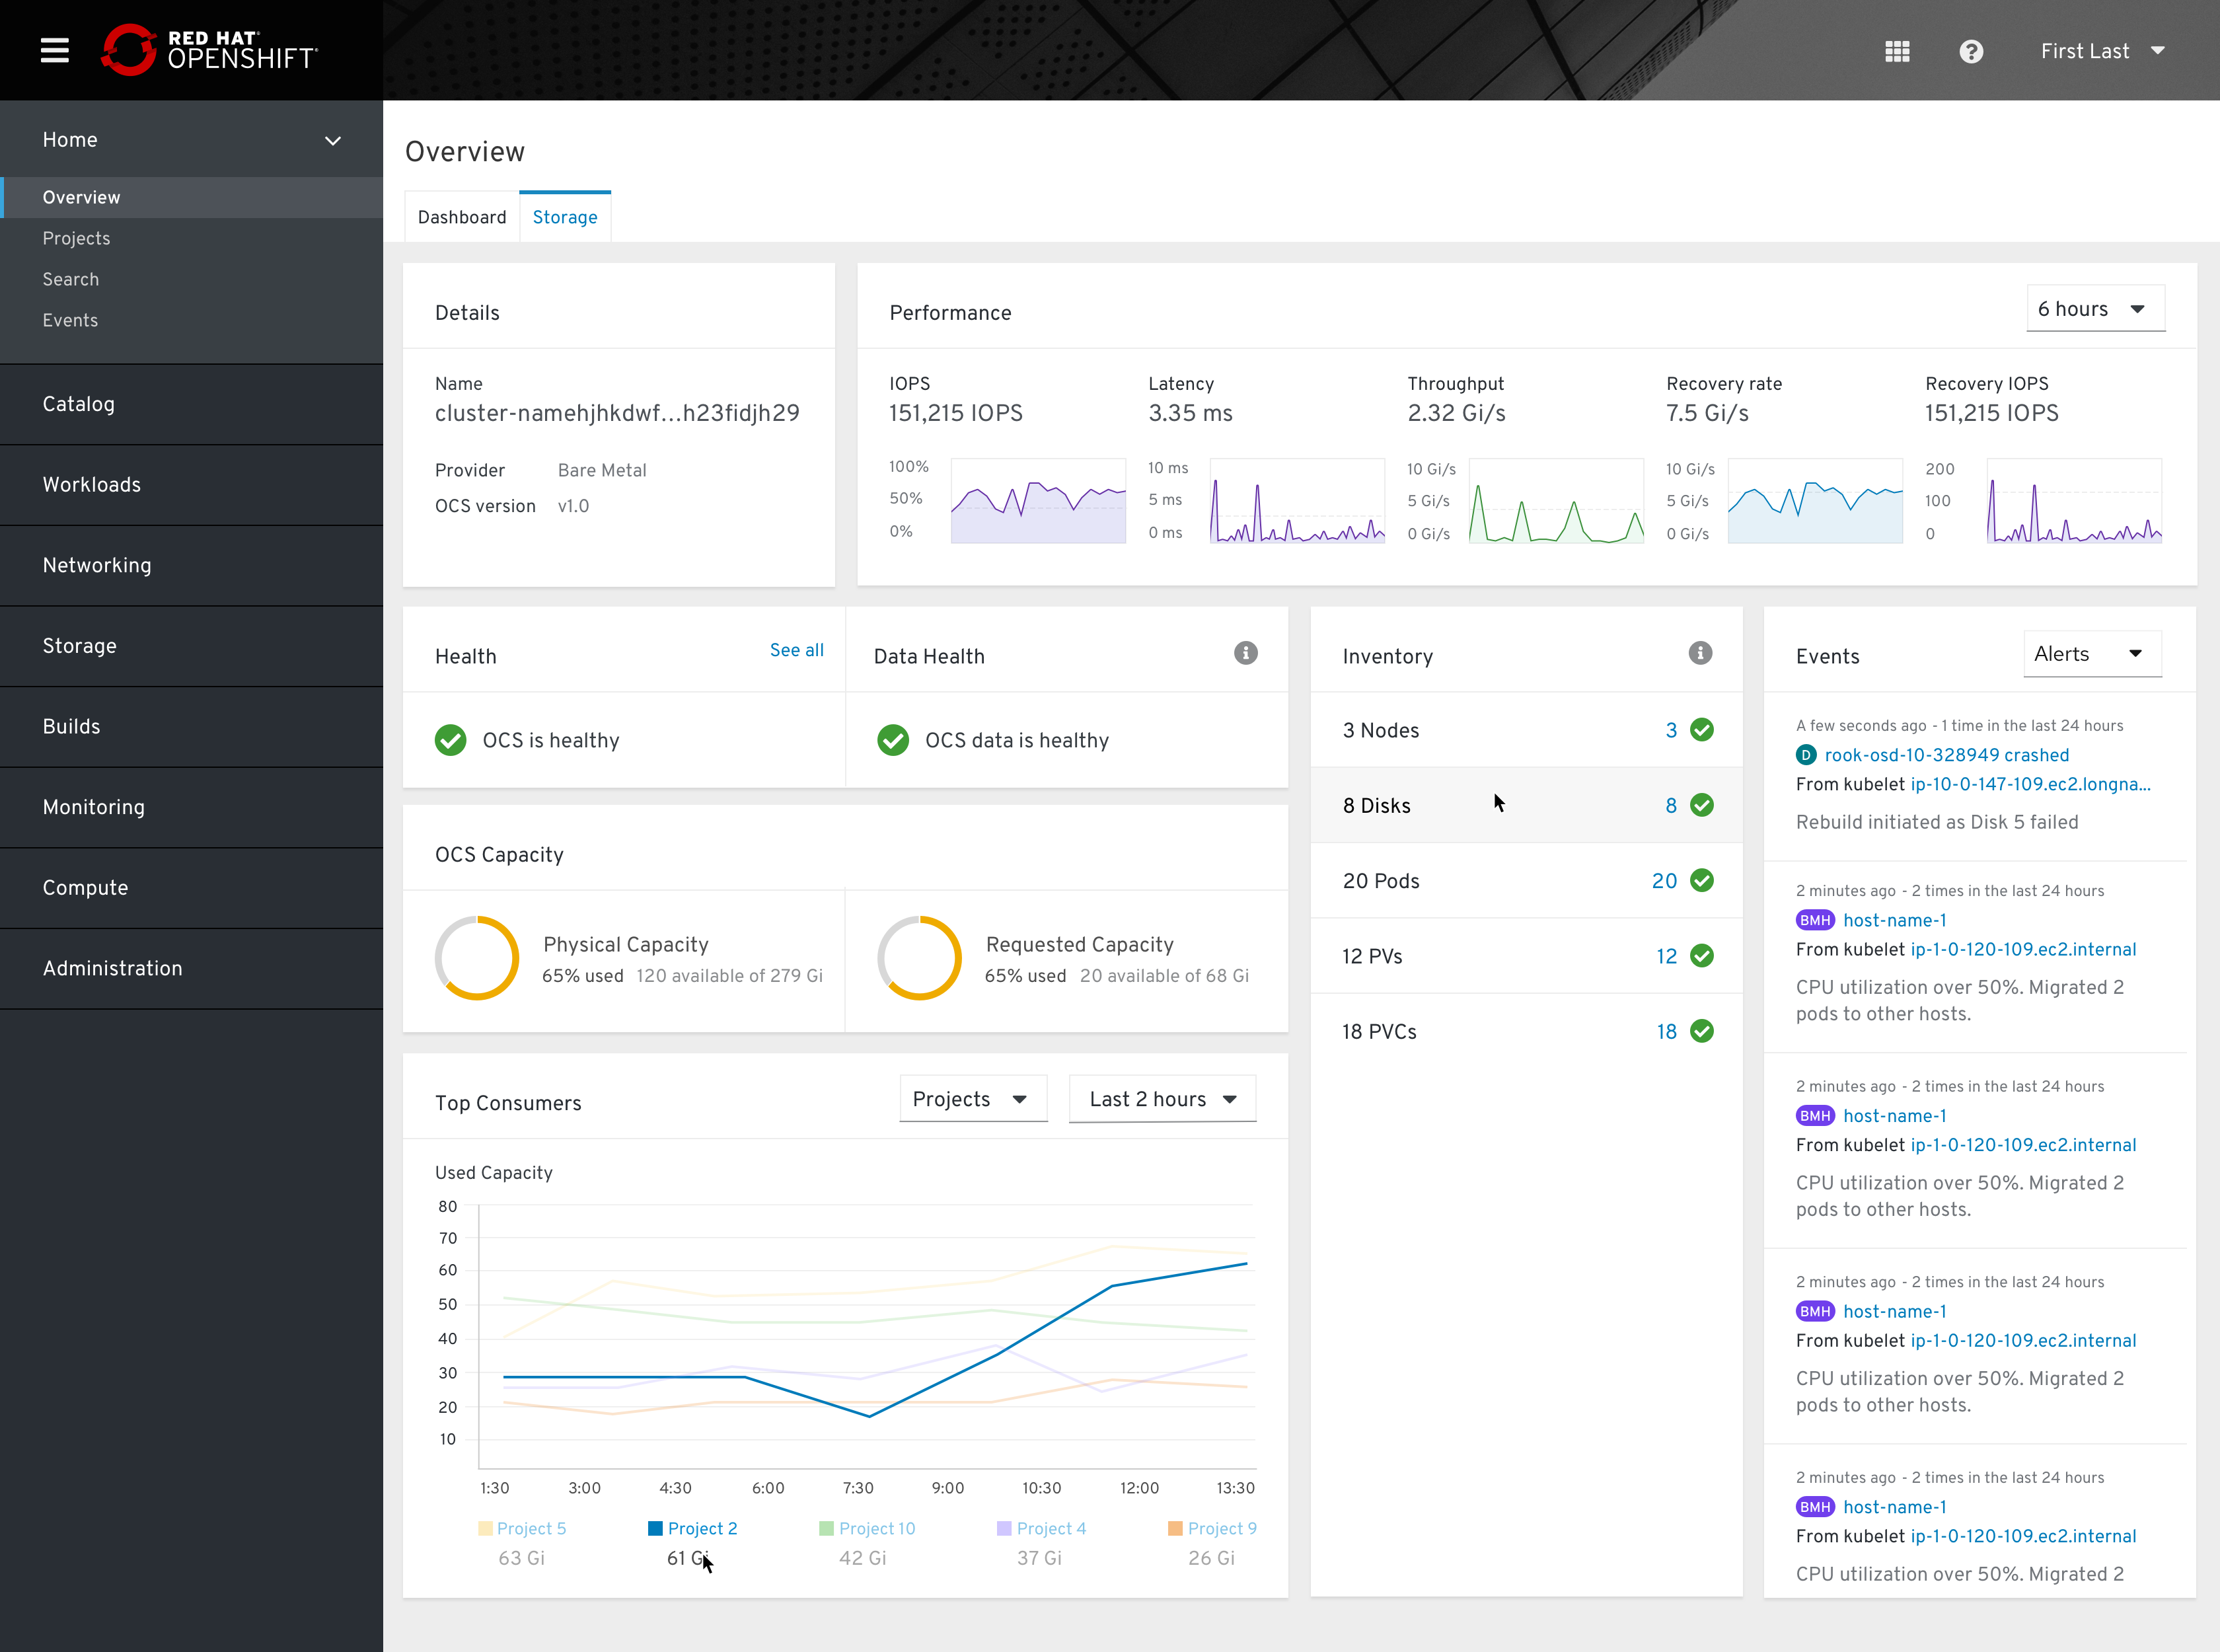 RED HAT®
OPENSHIFT®
First Last
Home
Overview
Projects
Search
Events
Catalog
Workloads
Networking
Storage
Builds
Monitoring
Compute
Administration
Overview
Dashboard
Storage
Details
Name
cluster-namehjhkdwf...h23fidjh29
Provider Bare Metal
OCS version v1.0
Performance
6 hours
IOPS
151,215 IOPS
100%
50%
0%
Latency
3.35 ms
10 ms
5 ms
0 ms
Throughput
2.32 Gi/s
10 Gi/s
5 Gi/s
0 Gi/s
Recovery rate
7.5 Gi/s
10 Gi/s
5 Gi/s
0 Gi/s
Recovery IOPS
151,215 IOPS
200
100
0
Health
See all
OCS is healthy
Data Health
OCS data is healthy
OCS Capacity
Physical Capacity
65% used 120 available of 279 Gi
Requested Capacity
65% used 20 available of 68 Gi
Top Consumers
Projects
Last 2 hours
Used Capacity
80
70
60
50
40
30
20
10
1:30 3:00 4:30 6:00 7:30 9:00 10:30 12:00 13:30
Project 5 Project 2 Project 10 Project 4 Project 9
63 Gi 61 Gi 42 Gi 37 Gi 26 Gi
Inventory
3 Nodes 3
8 Disks 8
20 Pods 20
12 PVs 12
18 PVCs 18
Events
Alerts
A few seconds ago - 1 time in the last 24 hours
D rook-osd-10-328949 crashed
From kubelet ip-10-0-147-109.ec2.longna...
Rebuild initiated as Disk 5 failed
2 minutes ago - 2 times in the last 24 hours
BMH host-name-1
From kubelet ip-1-0-120-109.ec2.internal
CPU utilization over 50%. Migrated 2
pods to other hosts.
2 minutes ago - 2 times in the last 24 hours
BMH host-name-1
From kubelet ip-1-0-120-109.ec2.internal
CPU utilization over 50%. Migrated 2
pods to other hosts.
2 minutes ago - 2 times in the last 24 hours
BMH host-name-1
From kubelet ip-1-0-120-109.ec2.internal
CPU utilization over 50%. Migrated 2
pods to other hosts.
2 minutes ago - 2 times in the last 24 hours
BMH host-name-1
From kubelet ip-1-0-120-109.ec2.internal
CPU utilization over 50%. Migrated 2